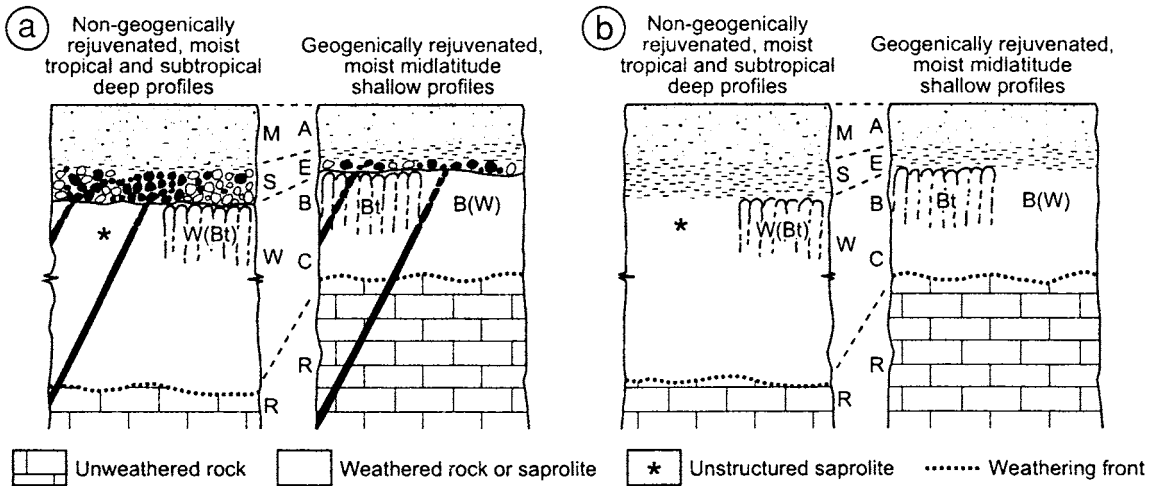 a
Non-geogenically
rejuvenated, moist
tropical and subtropical
deep profiles
Geogenically rejuvenated,
moist midlatitude
shallow profiles
M
A
S
E
B
Bt
B(W)
*
W(Bt)
W
C
R
R
b
Non-geogenically
rejuvenated, moist
tropical and subtropical
deep profiles
Geogenically rejuvenated,
moist midlatitude
shallow profiles
M
A
E
S
B
Bt
B(W)
*
W(Bt)
W
C
R
R
Unweathered rock
Weathered rock or saprolite
* Unstructured saprolite
Weathering front